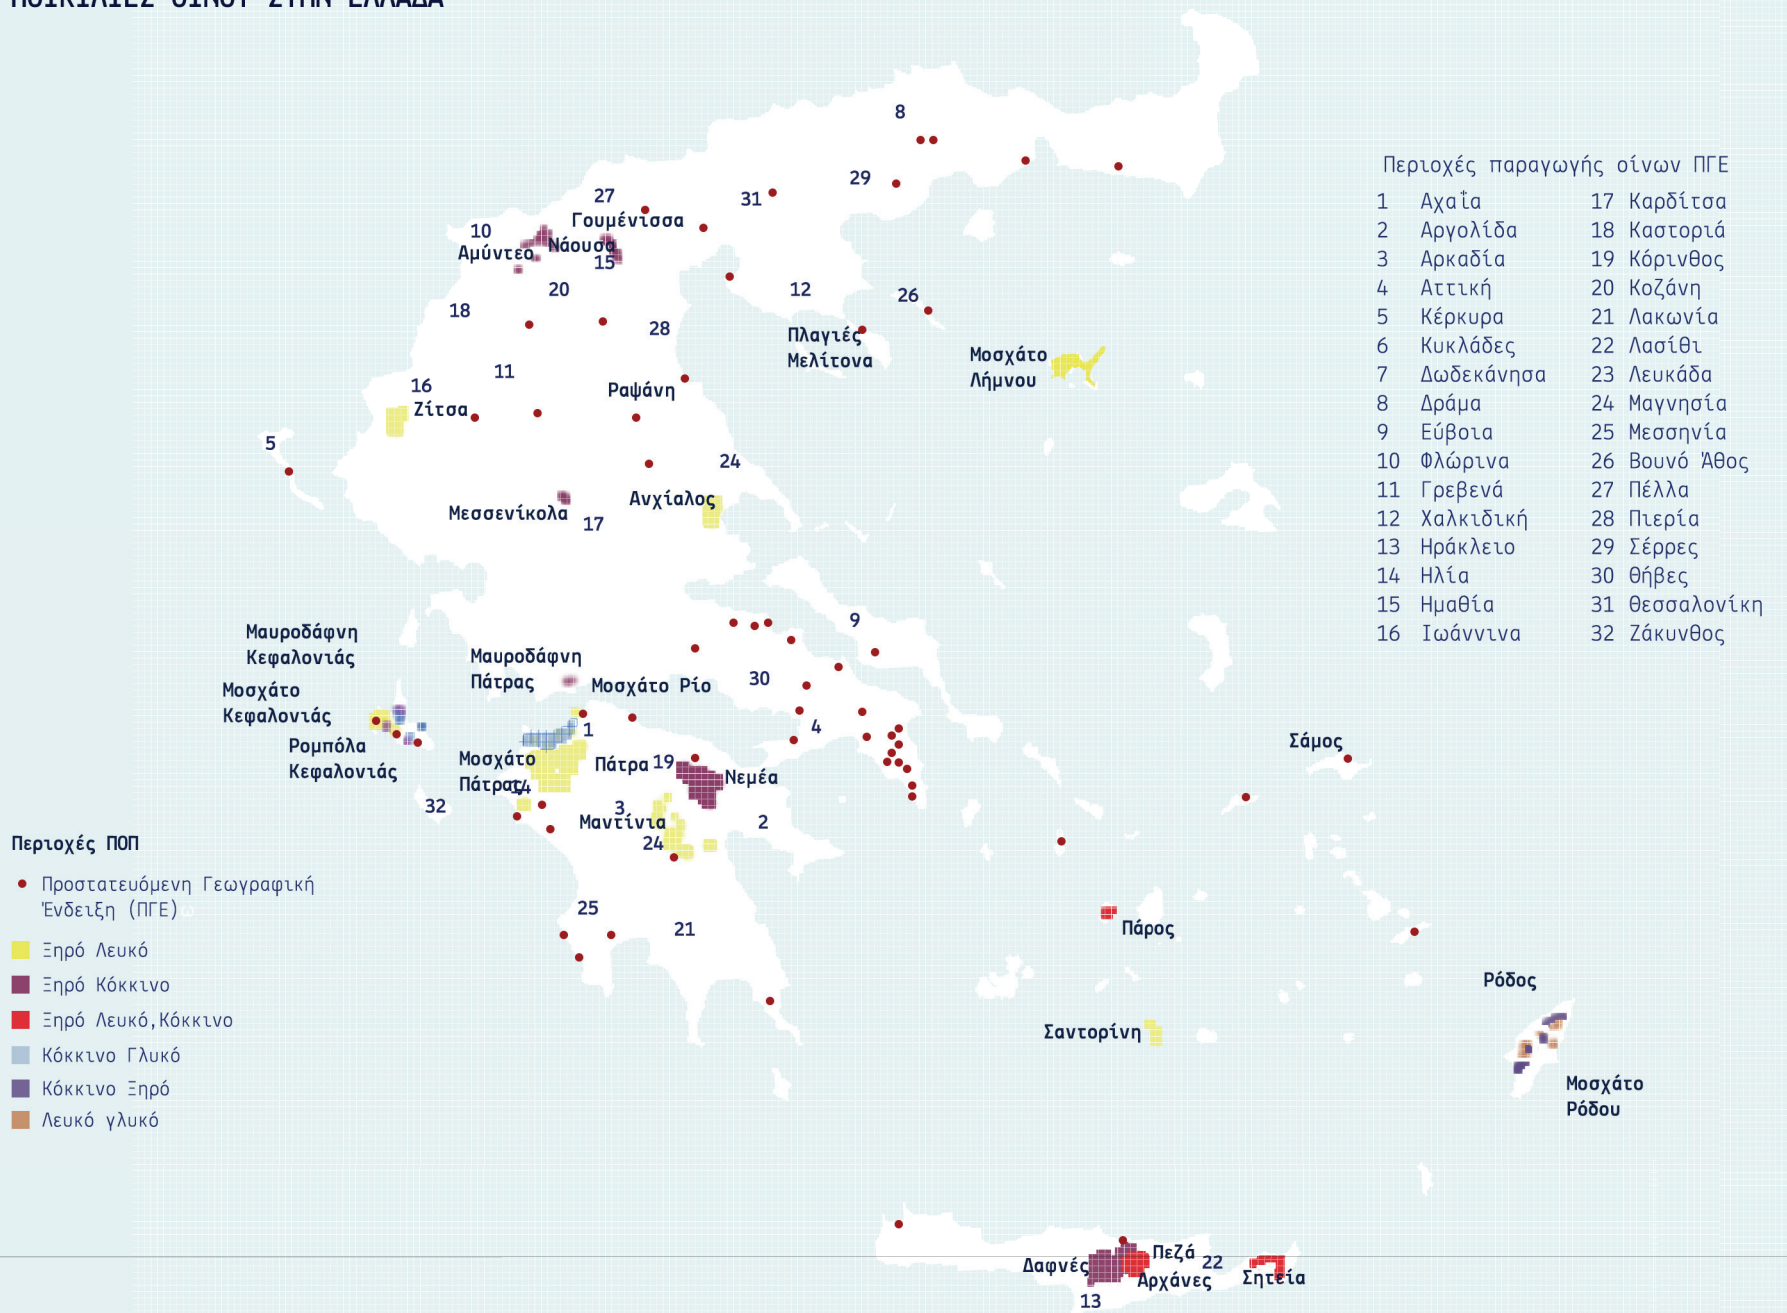 ΠΟΙΚΙΛΙΕΣ ΟΙΝΟΥ ΣΤΗΝ ΕΛΛΑΔΑ
8
29
31
27
Γουμένισσα
10
Αμύντεο
Νάουσα
15
20
18
12
26
28
Πλαγιές
Μελίτονα
Μοσχάτο
Λήμνου
11
16
Ζίτσα
Ραψάνη
5
24
Ανχίαλος
Μεσσενίκολα
17
9
Μαυροδάφνη
Κεφαλονιάς
Μαυροδάφνη
Πάτρας
Μοσχάτο Ρίο
30
Μοσχάτο
Κεφαλονιάς
1
4
Ρομπόλα
Κεφαλονιάς
Μοσχάτο
Πάτρας
14
Πάτρα
19
Νεμέα
Σάμος
32
3
Μαντίνια
24
2
25
21
Πάρος
Σαντορίνη
Ρόδος
Μοσχάτο
Ρόδου
Δαφνές
Πεζά
Αρχάνες
22
Σητεία
13
Περιοχές παραγωγής οίνων ΠΓΕ
1 Αχαΐα
2 Αργολίδα
3 Αρκαδία
4 Αττική
5 Κέρκυρα
6 Κυκλάδες
7 Δωδεκάνησα
8 Δράμα
9 Εύβοια
10 Φλώρινα
11 Γρεβενά
12 Χαλκιδική
13 Ηράκλειο
14 Ηλία
15 Ημαθία
16 Ιωάννινα
17 Καρδίτσα
18 Καστοριά
19 Κόρινθος
20 Κοζάνη
21 Λακωνία
22 Λασίθι
23 Λευκάδα
24 Μαγνησία
25 Μεσσηνία
26 Βουνό Άθος
27 Πέλλα
28 Πιερία
29 Σέρρες
30 Θήβες
31 Θεσσαλονίκη
32 Ζάκυνθος
Περιοχές ΠΟΠ
Προστατευόμενη Γεωγραφική
Ένδειξη (ΠΓΕ)ω
Ξηρό Λευκό
Ξηρό Κόκκινο
Ξηρό Λευκό,Κόκκινο
Κόκκινο Γλυκό
Κόκκινο Ξηρό
Λευκό γλυκό